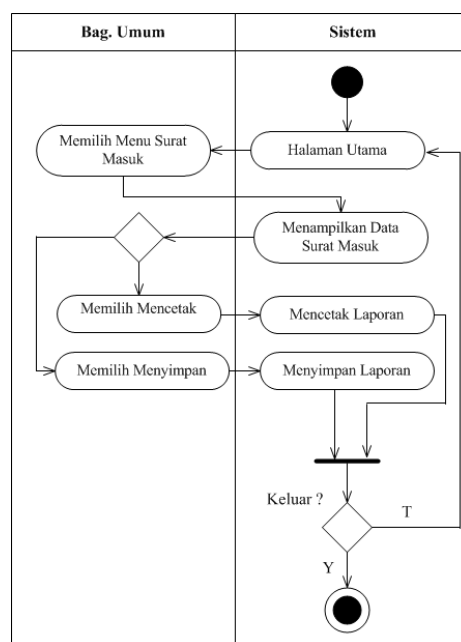 Bag. Umum
Sistem
Halaman Utama
Memilih Menu Surat
Masuk
Menampilkan Data
Surat Masuk
Memilih Mencetak
Mencetak Laporan
Memilih Menyimpan
Menyimpan Laporan
Keluar ?
T
Y